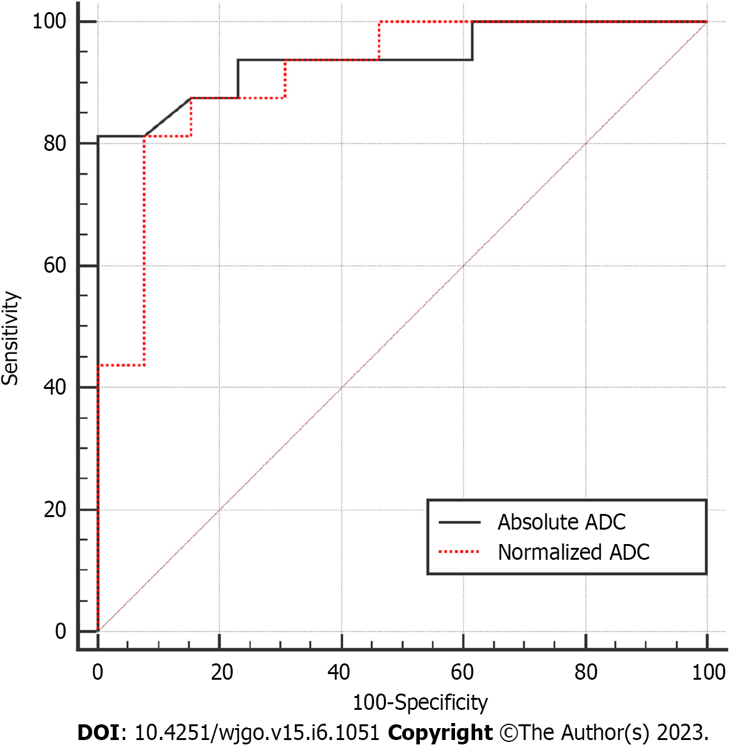 100
80
60
40
20
0
Sensitivity
Absolute ADC
Normalized ADC
0 20 40 60 80 100
100-Specificity
DOI: 10.4251/wjgo.v15.i6.1051 Copyright ©The Author(s) 2023.